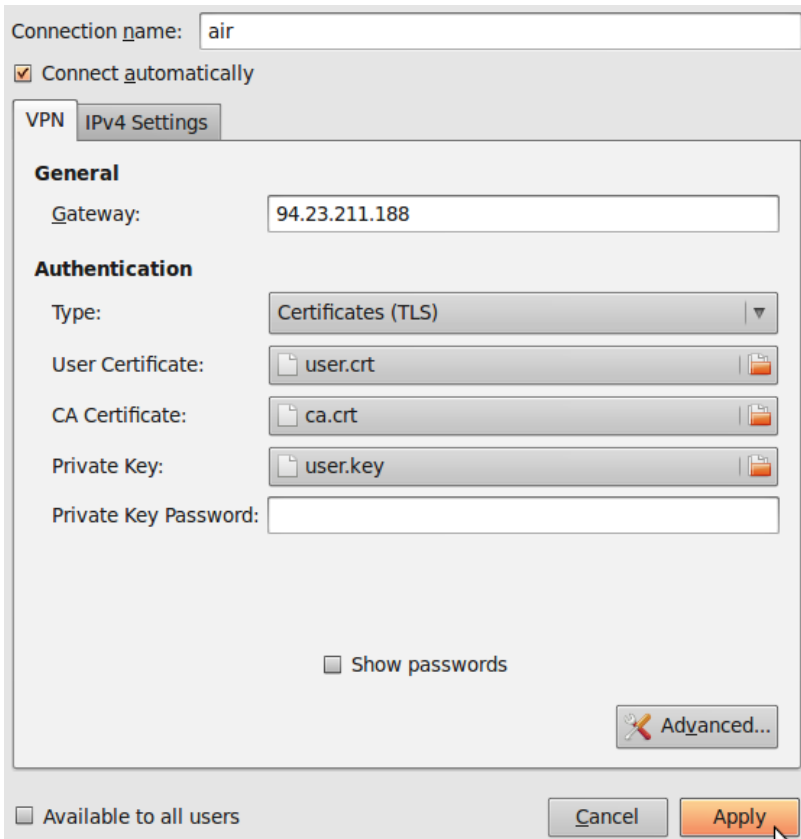 Connection name: air
Connect automatically
VPN IPv4 Settings
General
Gateway: 94.23.211.188
Authentication
Type: Certificates (TLS)
User Certificate: user.crt
CA Certificate: ca.crt
Private Key: user.key
Private Key Password:
Show passwords
Advanced...
Available to all users Cancel Apply